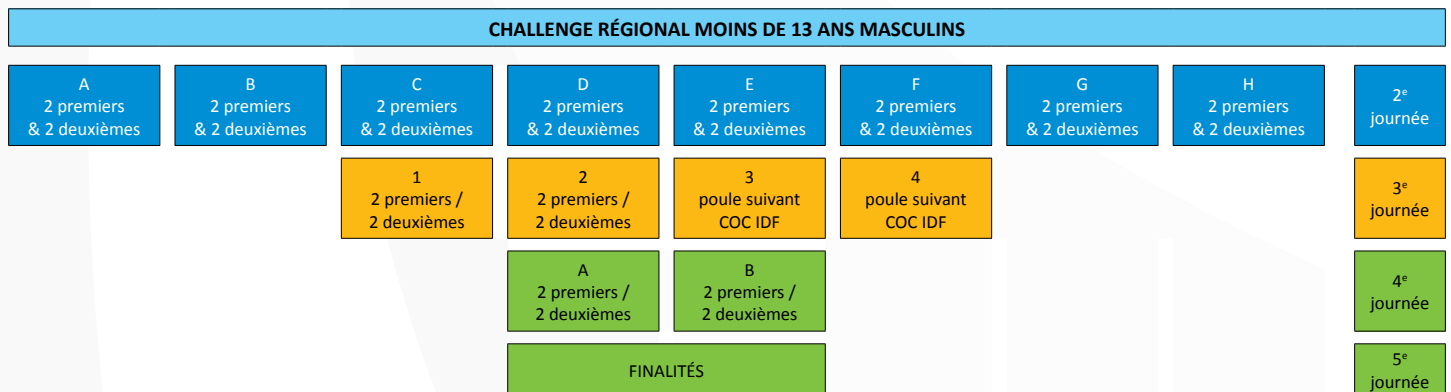 CHALLENGE RÉGIONAL MOINS DE 13 ANS MASCULINS
A
2 premiers
& 2 deuxièmes
B
2 premiers
& 2 deuxièmes
C
2 premiers
& 2 deuxièmes
D
2 premiers
& 2 deuxièmes
E
2 premiers
& 2 deuxièmes
F
2 premiers
& 2 deuxièmes
G
2 premiers
& 2 deuxièmes
H
2 premiers
& 2 deuxièmes
2e
journée
1
2 premiers /
2 deuxièmes
2
2 premiers /
2 deuxièmes
3
poule suivant
COC IDF
4
poule suivant
COC IDF
3e
journée
A
2 premiers /
2 deuxièmes
B
2 premiers /
2 deuxièmes
4e
journée
FINALITÉS
5e
journée